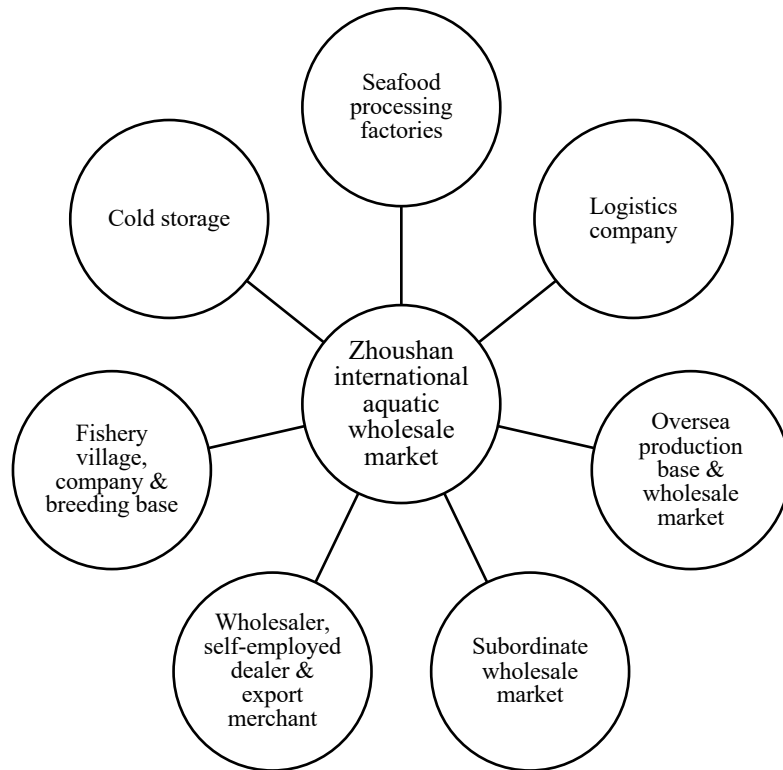 Seafood
processing
factories
Cold storage
Logistics
company
Zhoushan
international
aquatic
wholesale
market
Fishery
village,
company &
breeding base
Oversea
production
base &
wholesale
market
Wholesaler,
self-employed
dealer &
export
merchant
Subordinate
wholesale
market